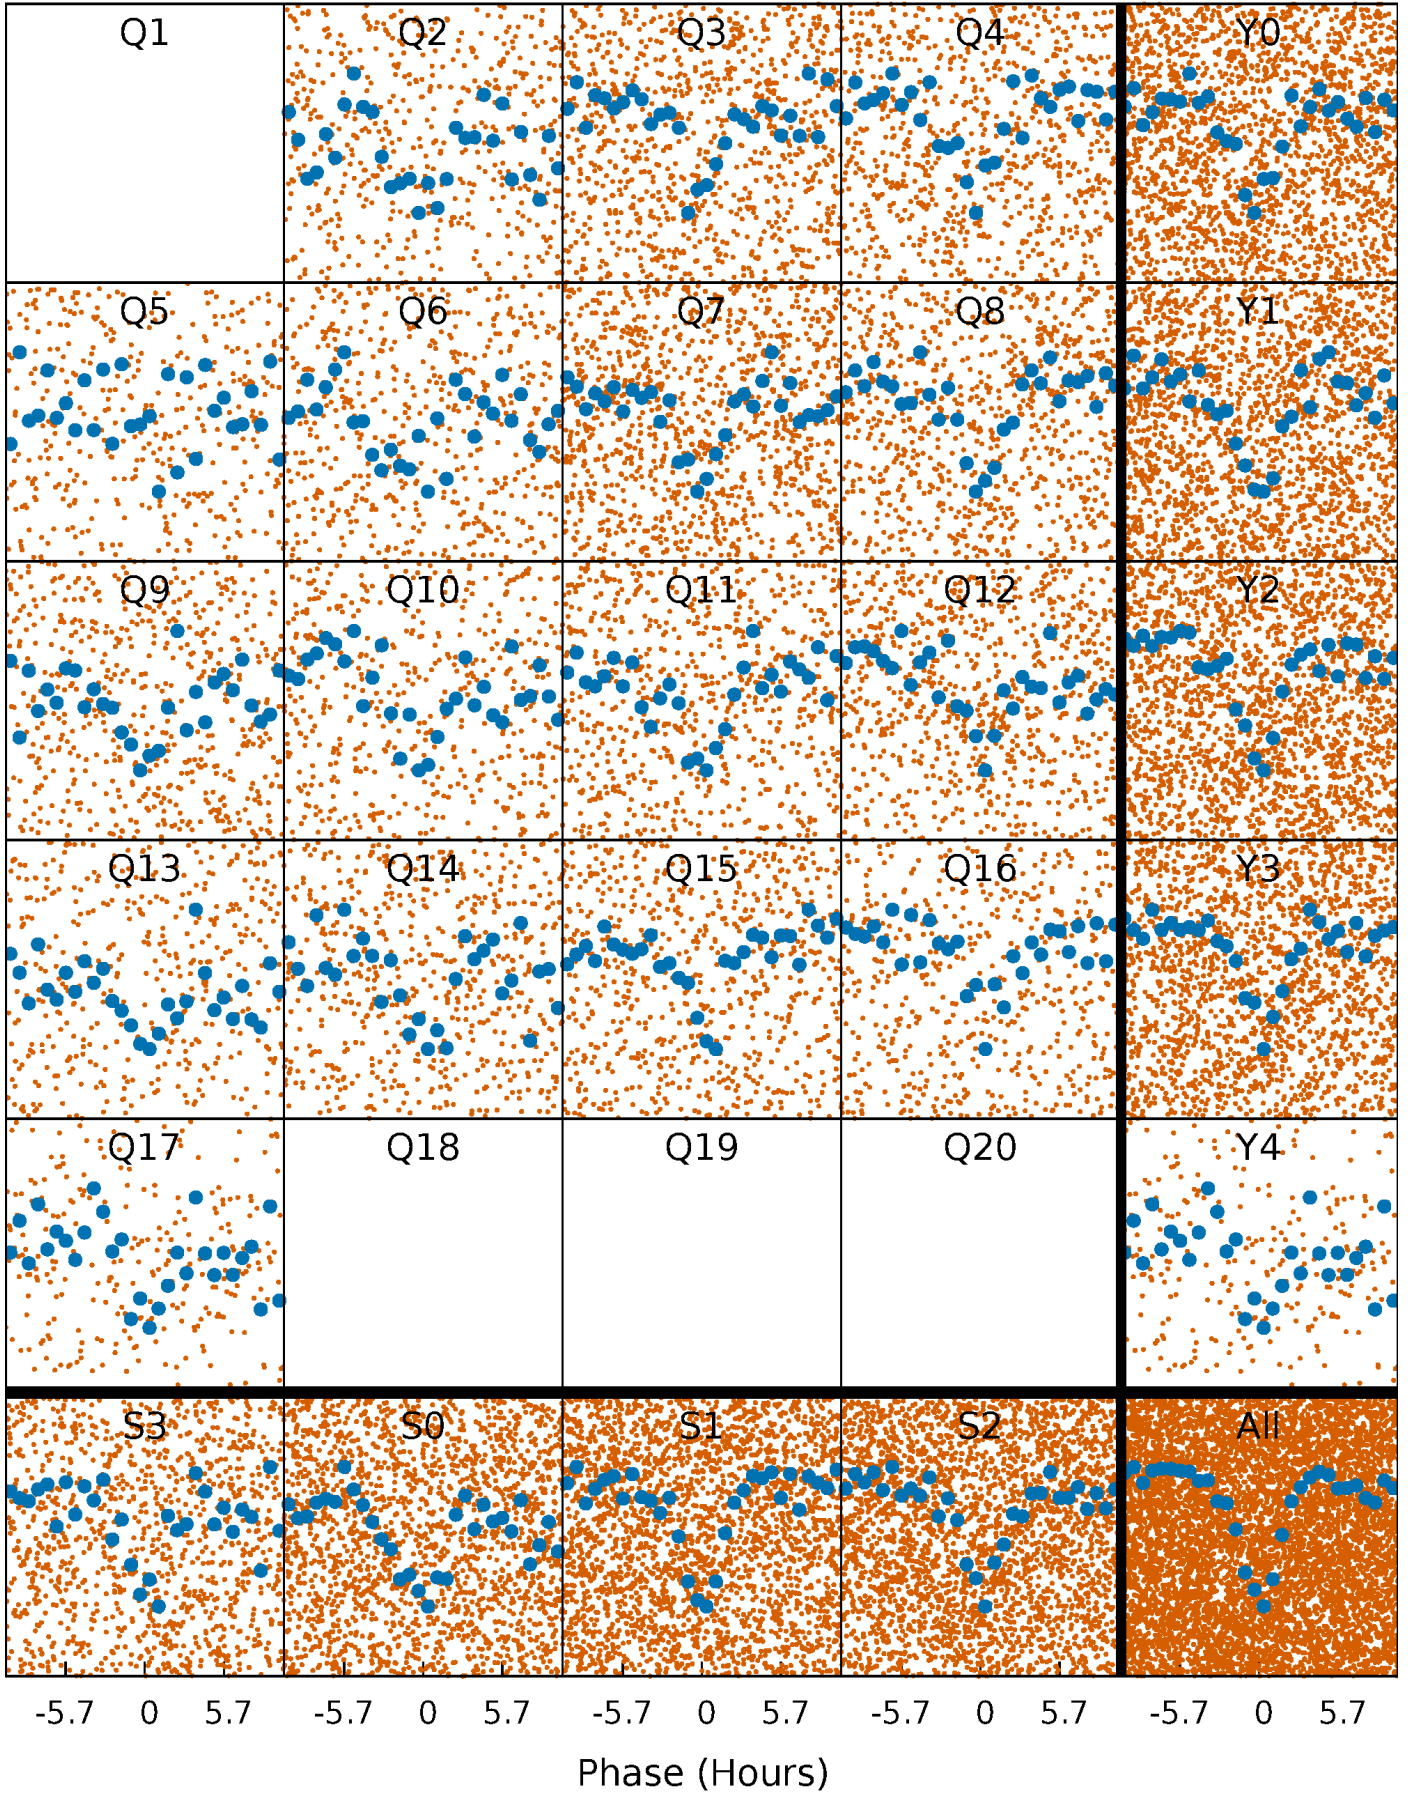 Q1 Q2 Q3 Q4 Y0
Q5 Q6 Q7 Q8 Y1
Q9 Q10 Q11 Q12 Y2
Q13 Q14 Q15 Q16 Y3
Q17 Q18 Q19 Q20 Y4
S3 S0 S1 S2 All
-5.7 0 5.7 -5.7 0 5.7 -5.7 0 5.7 -5.7 0 5.7 -5.7 0 5.7
Phase (Hours)